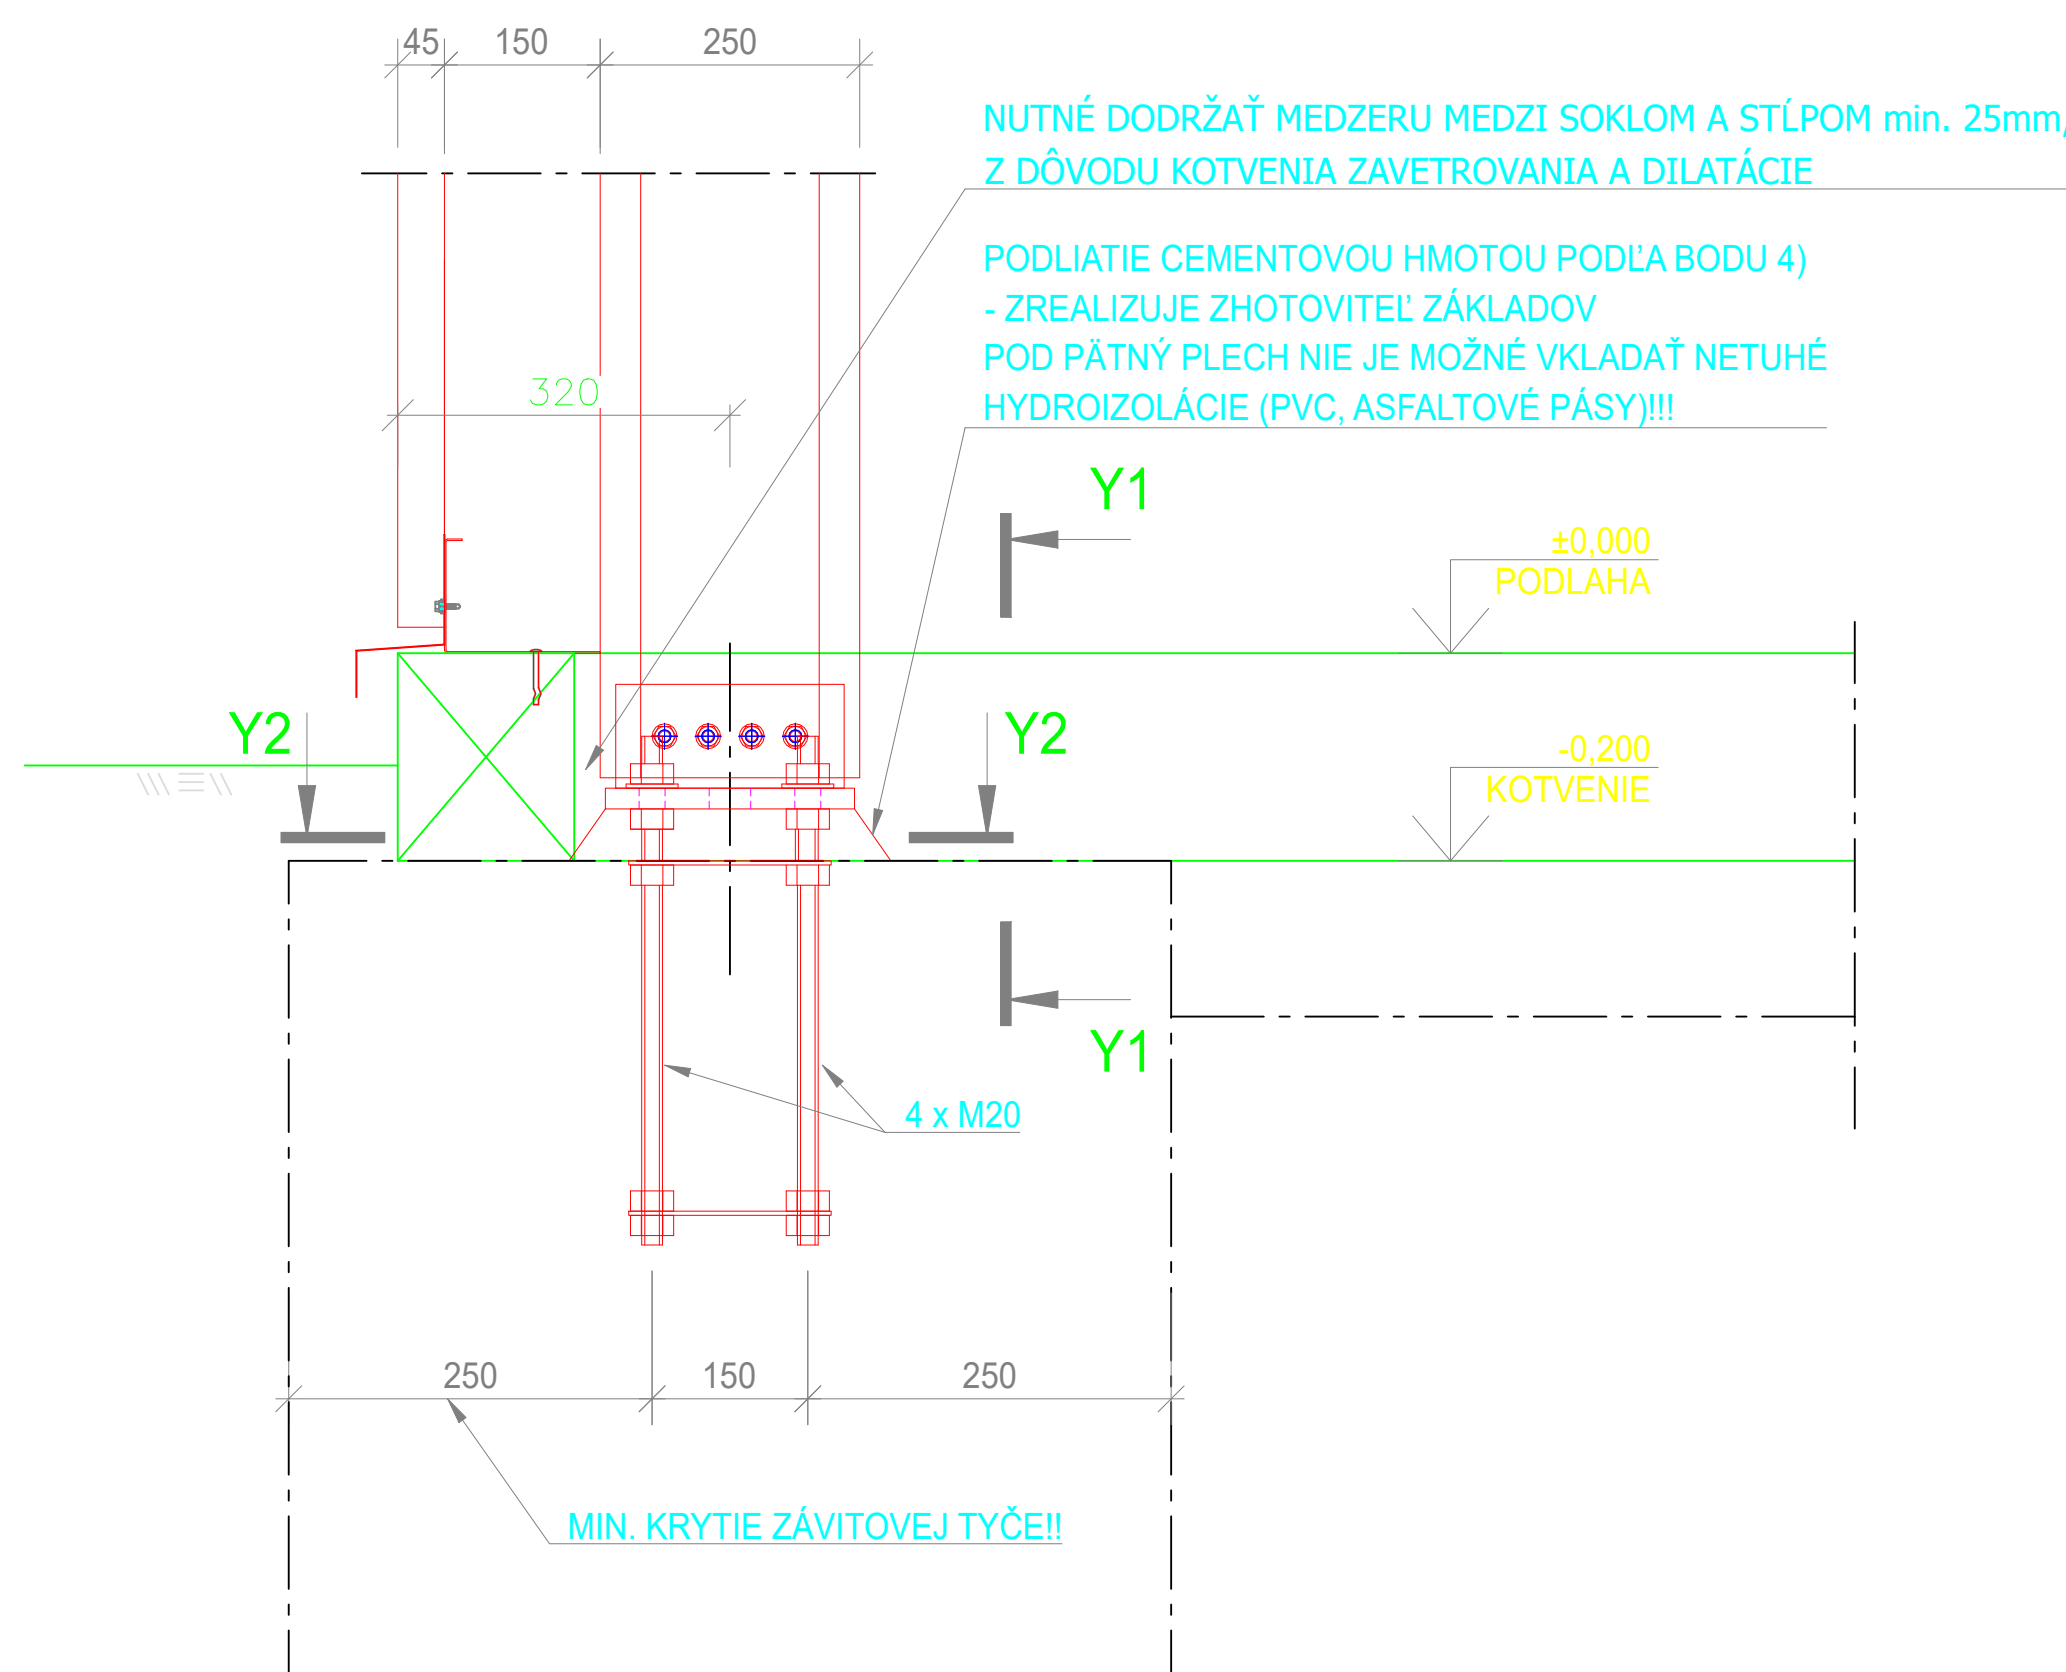 45 150 250
NUTNÉ DODRŽAŤ MEDZERU MEDZI SOKLOM A STĹPOM min. 25mm,
Z DÔVODU KOTVENIA ZAVETROVANIA A DILATÁCIE
PODLIATIE CEMENTOVOU HMOTOU PODĽA BODU 4)
- ZREALIZUJE ZHOTOVITEĽ ZÁKLADOV
POD PÄTNÝ PLECH NIE JE MOŽNÉ VKLADAŤ NETUHÉ
HYDROIZOLÁCIE (PVC, ASFALTOVÉ PÁSY)!!!
320
Y1
±0,000
PODLAHA
Y2 Y2
-0,200
KOTVENIE
Y1
4 x M20
250 150 250
MIN. KRYTIE ZÁVITOVEJ TYČE!!